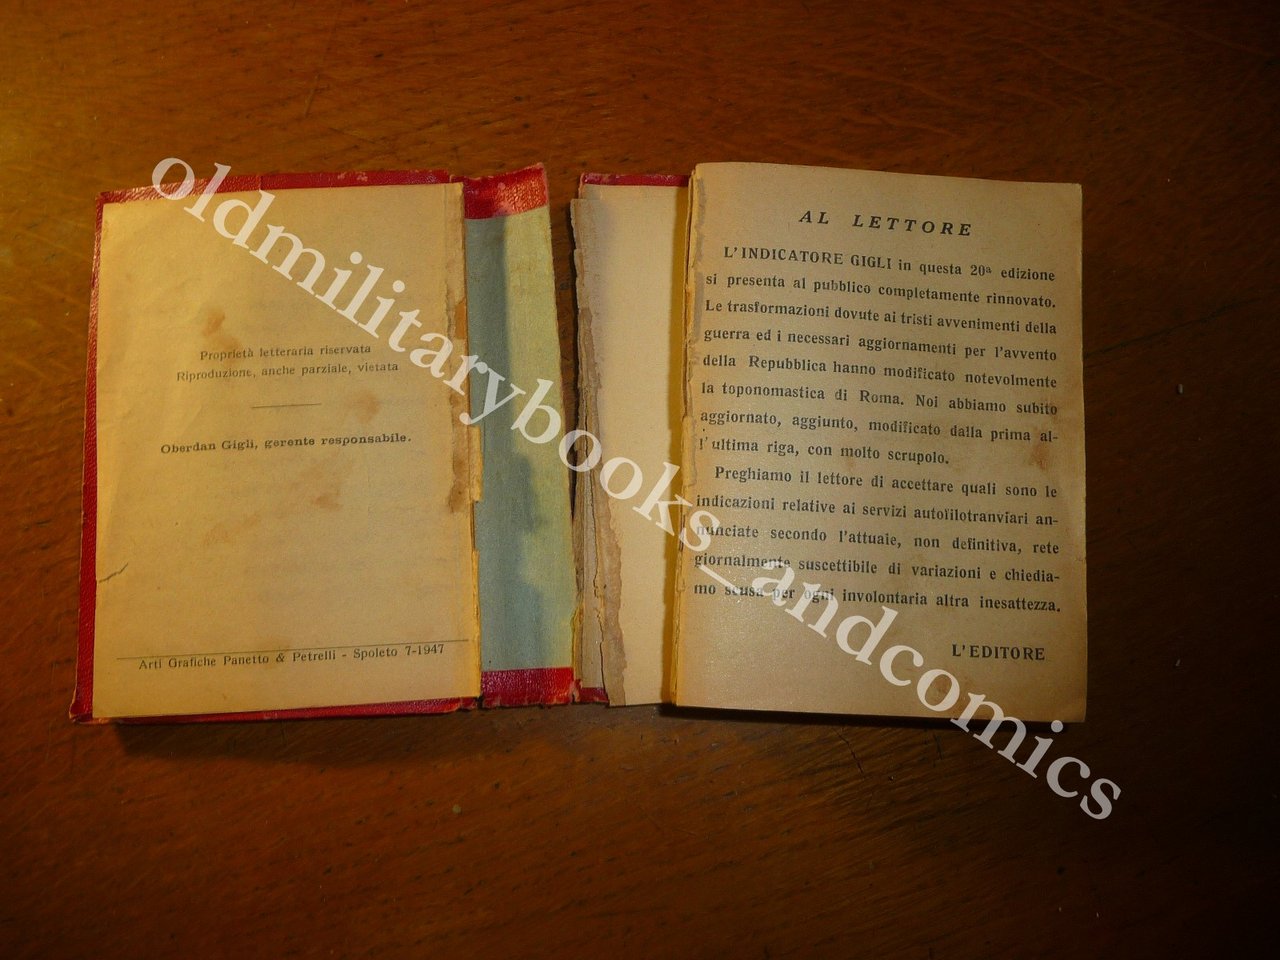 Proprietà letteraria riservata
Riproduzione, anche parziale, vietata
Oberdan Gigli, gerente responsabile.
Arti Grafiche Panetto & Petrelli - Spoleto 7-1947
AL LETTORE
L'INDICATORE GIGLI in questa 20ª edizione
si presenta al pubblico completamente rinnovato.
Le trasformazioni dovute ai tristi avvenimenti della
guerra ed i necessari aggiornamenti per l'avvento
della Repubblica hanno modificato notevolmente
la toponomastica di Roma. Noi abbiamo subito
aggiornato, aggiunto, modificato dalla prima al-
l'ultima riga, con molto scrupolo.
Preghiamo il lettore di accettare quali sono le
indicazioni relative ai servizi autofilotranviari an-
nunciate secondo l'attuale, non definitiva, rete
giornalmente suscettibile di variazioni e chiedia-
mo scusa per ogni involontaria altra inesattezza.
L'EDITORE
oldmilitarybooks_andcomics